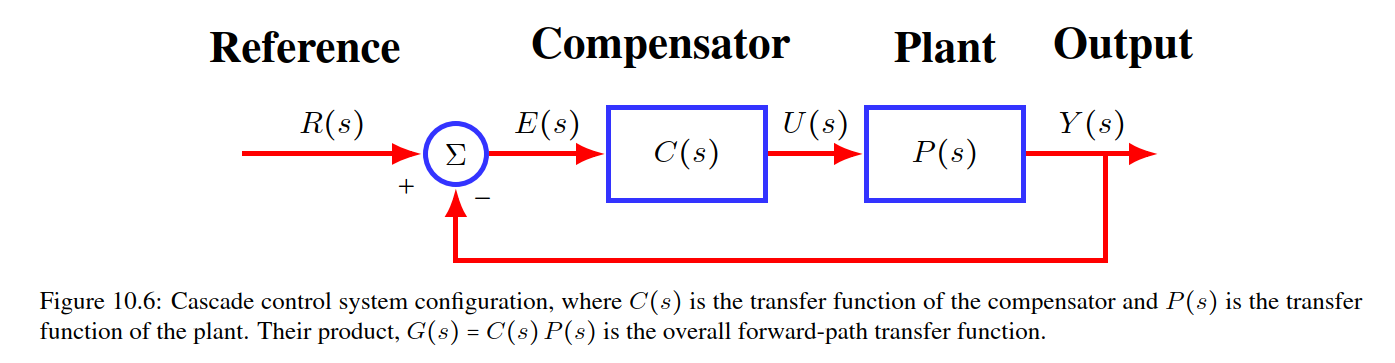 Reference Compensator Plant Output
R(s) E(s) U(s) Y(s)
Σ C(s) P(s)
+ −
Figure 10.6: Cascade control system configuration, where C(s) is the transfer function of the compensator and P(s) is the transfer
function of the plant. Their product, G(s) = C(s) P(s) is the overall forward-path transfer function.